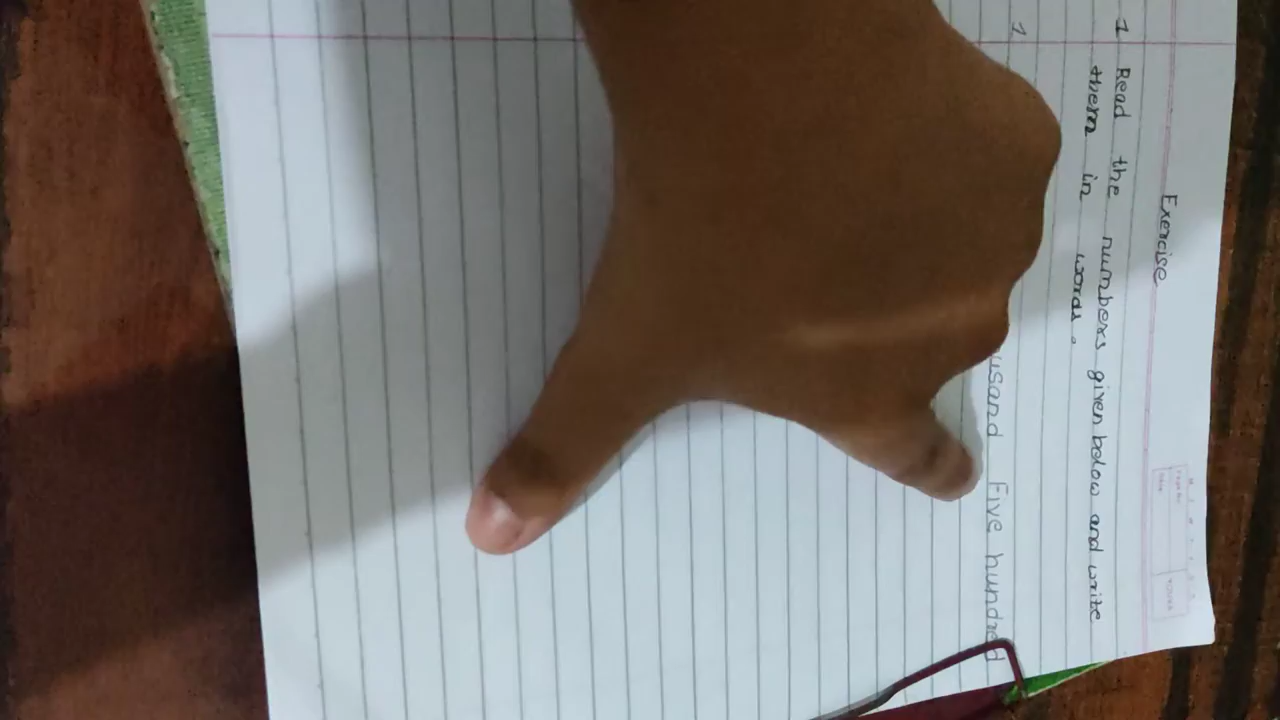 Exercise
1 Read the numbers given below and write
them in words.
1 usand Five hundred